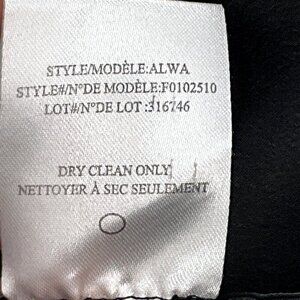 STYLE/MODÈLE:ALWA
STYLE#/N°DE MODÈLE:F0102510
LOT#/N°DE LOT :316746
DRY CLEAN ONLY
NETTOYER À SEC SEULEMENT